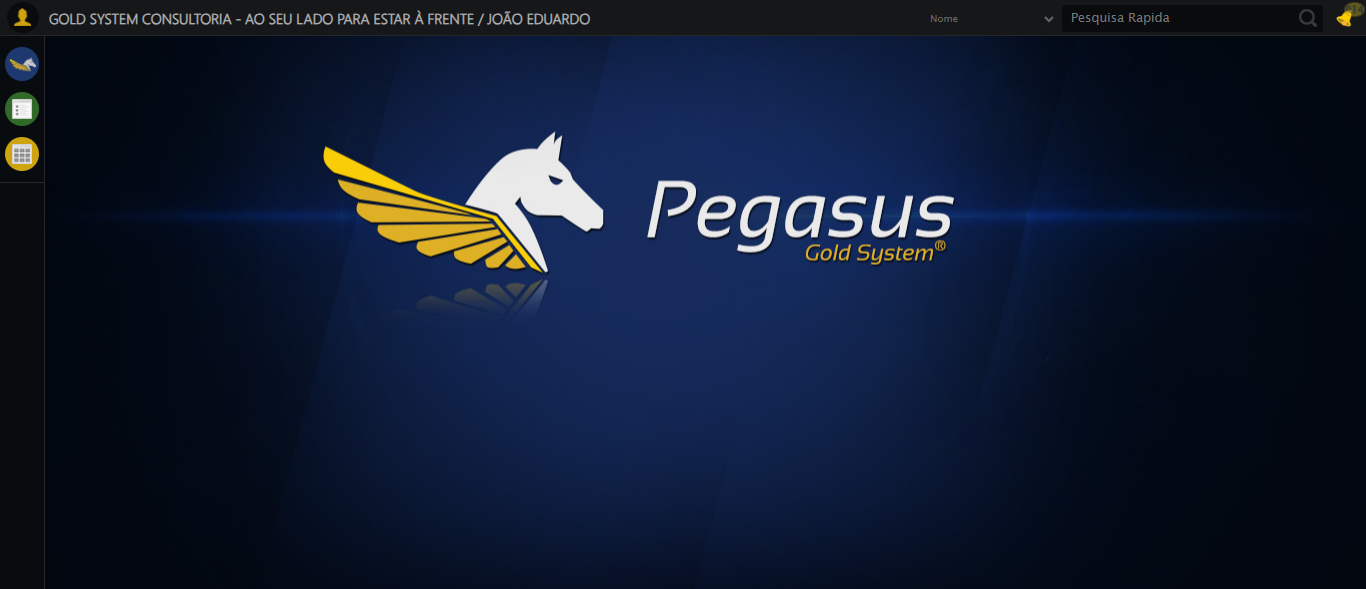 GOLD SYSTEM CONSULTORIA - AO SEU LADO PARA ESTAR À FRENTE / JOÃO EDUARDO
Nome
Pesquisa Rapida
Pegasus
Gold System®